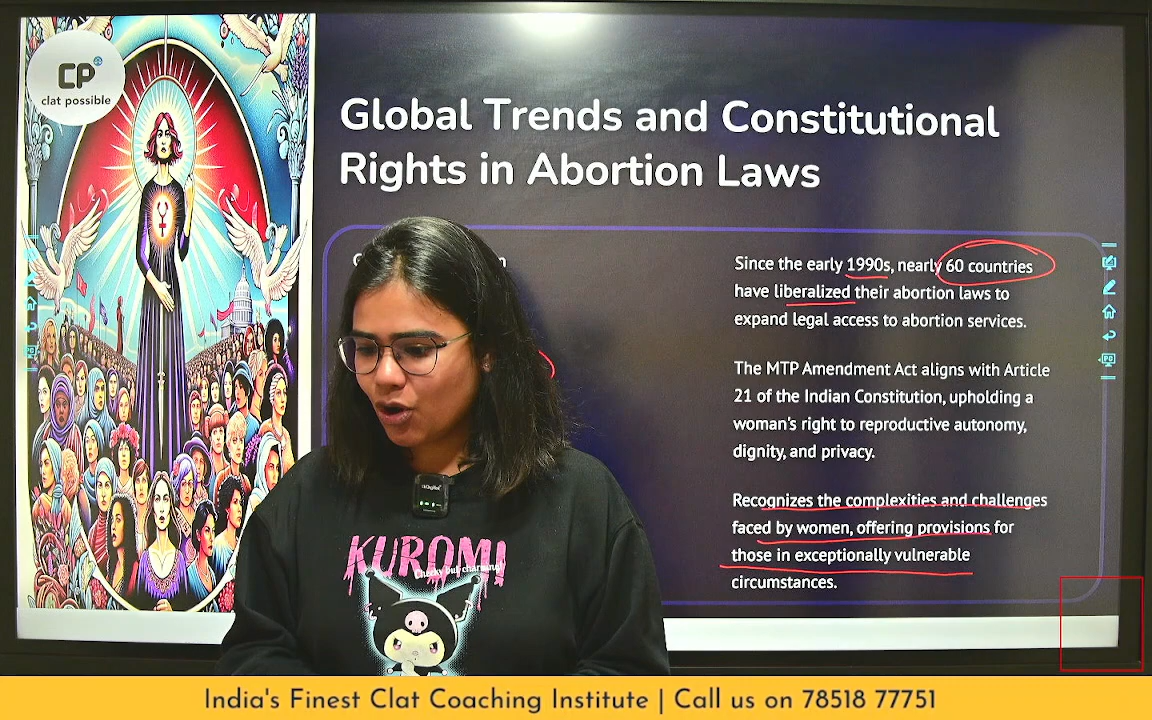 CP
clat possible
Global Trends and Constitutional
Rights in Abortion Laws
Since the early 1990s, nearly 60 countries
have liberalized their abortion laws to
expand legal access to abortion services.
The MTP Amendment Act aligns with Article
21 of the Indian Constitution, upholding a
woman's right to reproductive autonomy,
dignity, and privacy.
Recognizes the complexities and challenges
faced by women, offering provisions for
those in exceptionally vulnerable
circumstances.
KUROMI
Cheeky but charming!
India's Finest Clat Coaching Institute | Call us on 78518 77751